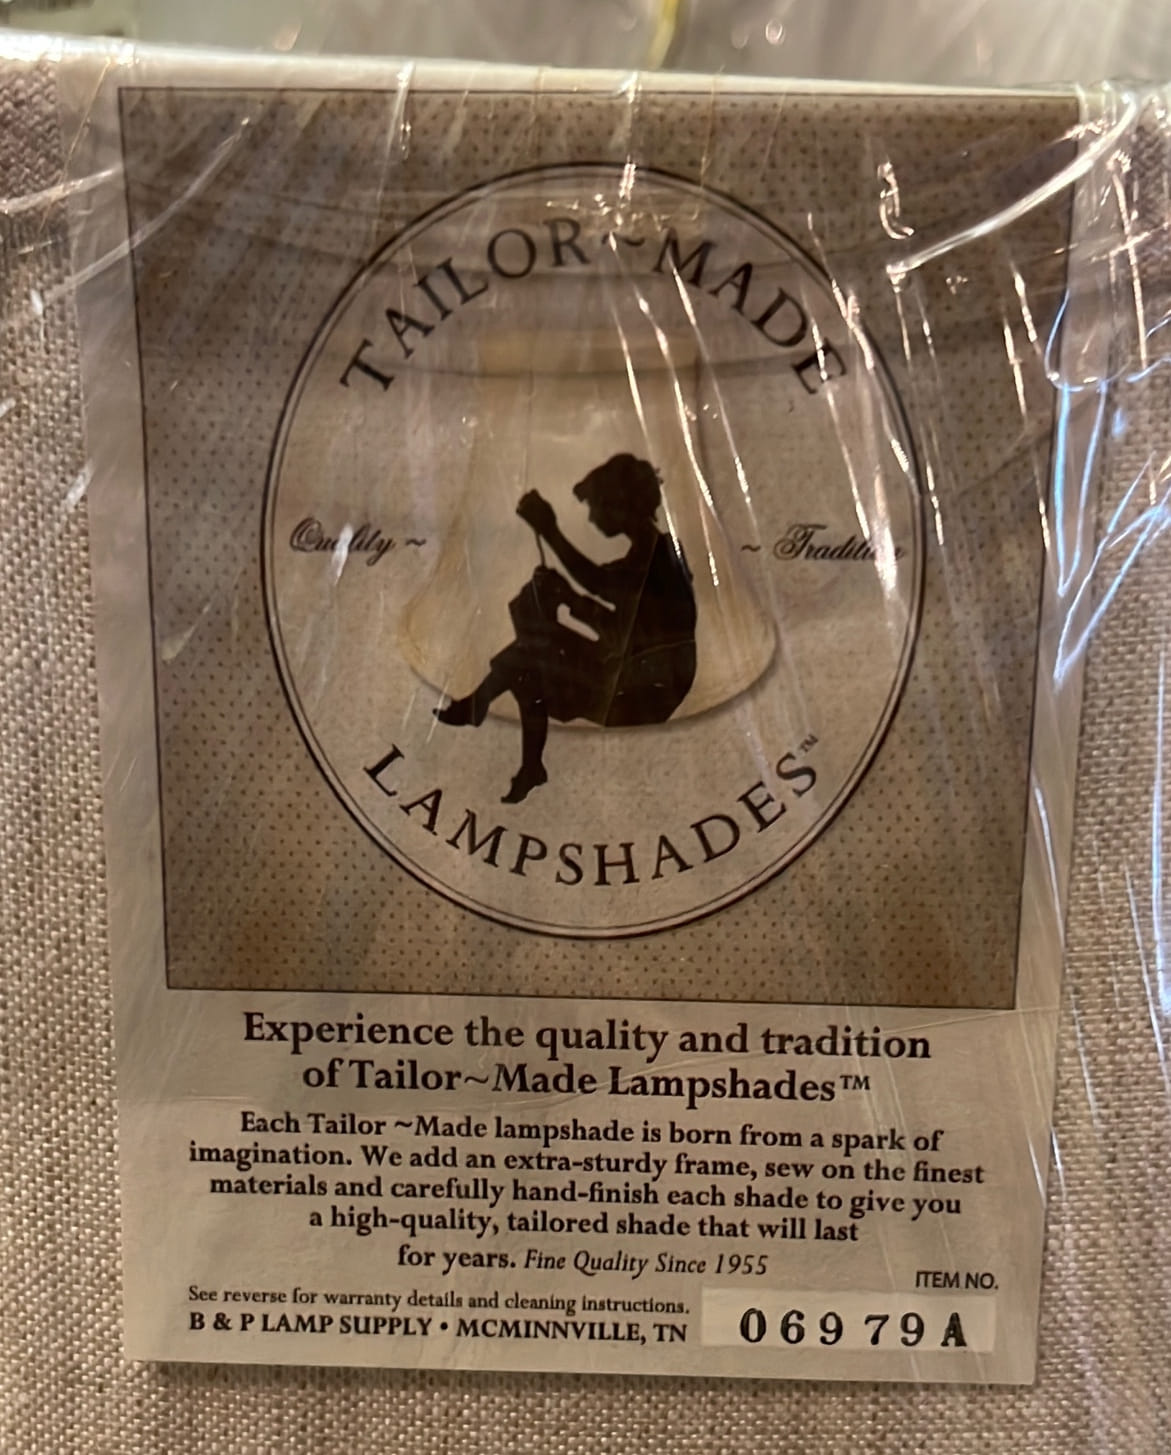 TAILOR~MADE
Quality ~
~ Tradition
LAMPSHADES™
Experience the quality and tradition
of Tailor~Made Lampshades™
Each Tailor ~Made lampshade is born from a spark of
imagination. We add an extra-sturdy frame, sew on the finest
materials and carefully hand-finish each shade to give you
a high-quality, tailored shade that will last
for years. Fine Quality Since 1955
ITEM NO.
See reverse for warranty details and cleaning instructions.
B & P LAMP SUPPLY • MCMINNVILLE, TN
06979A